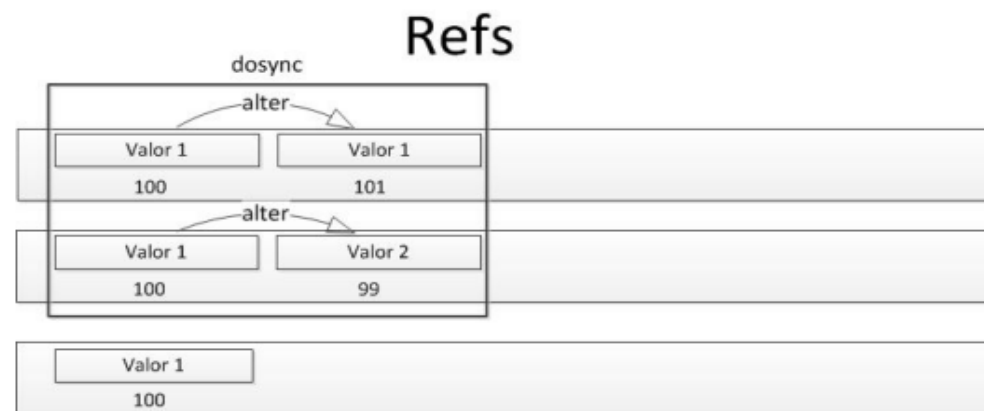 Refs
dosync
alter
Valor 1 Valor 1
100 101
alter
Valor 1 Valor 2
100 99
Valor 1
100